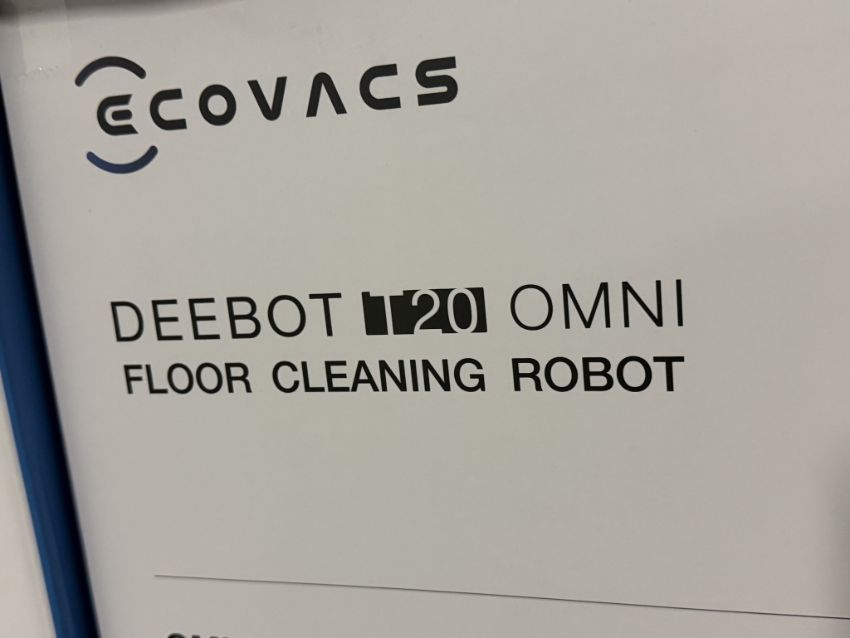 ECOVACS
DEEBOT T20 OMNI
FLOOR CLEANING ROBOT